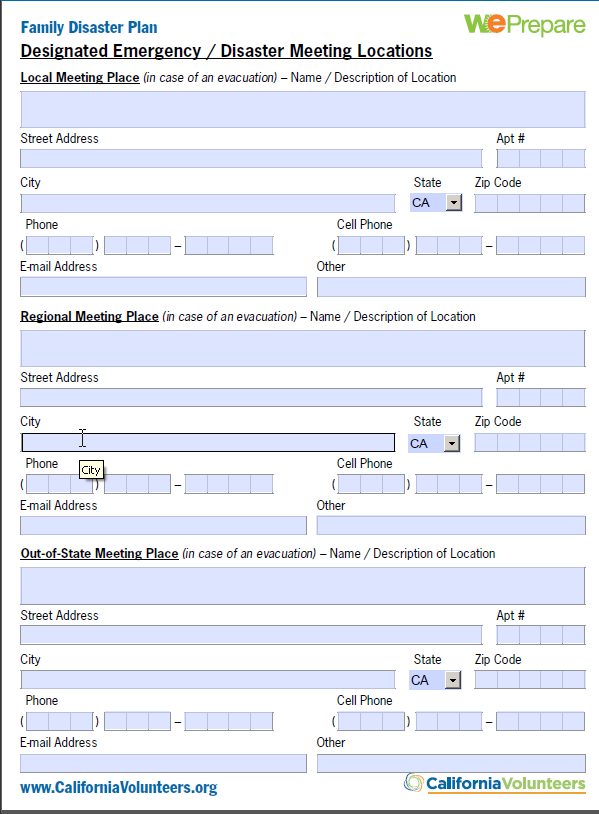 Family Disaster Plan
WePrepare
Designated Emergency / Disaster Meeting Locations
Local Meeting Place (in case of an evacuation) – Name / Description of Location
Street Address Apt #
City State Zip Code
CA
Phone Cell Phone
( ) – ( ) –
E-mail Address Other
Regional Meeting Place (in case of an evacuation) – Name / Description of Location
Street Address Apt #
City State Zip Code
CA
Phone Cell Phone
City
( ) – ( ) –
E-mail Address Other
Out-of-State Meeting Place (in case of an evacuation) – Name / Description of Location
Street Address Apt #
City State Zip Code
CA
Phone Cell Phone
( ) – ( ) –
E-mail Address Other
www.CaliforniaVolunteers.org CaliforniaVolunteers